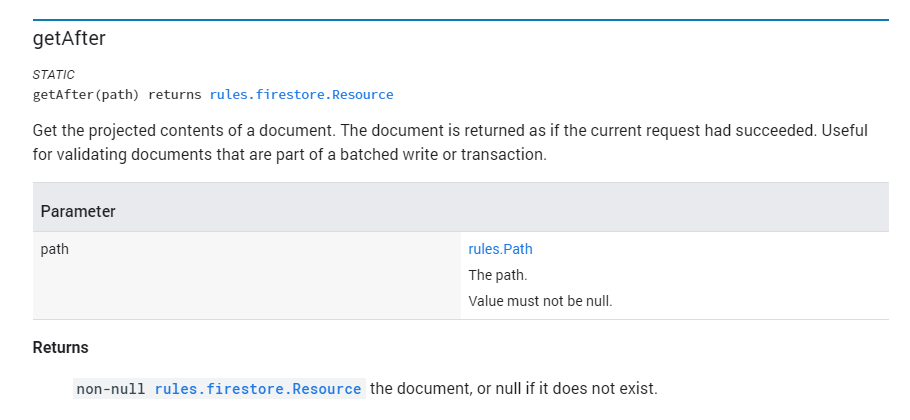 getAfter
STATIC
getAfter(path) returns rules.firestore.Resource
Get the projected contents of a document. The document is returned as if the current request had succeeded. Useful
for validating documents that are part of a batched write or transaction.
Parameter
path
rules.Path
The path.
Value must not be null.
Returns
non-null rules.firestore.Resource the document, or null if it does not exist.